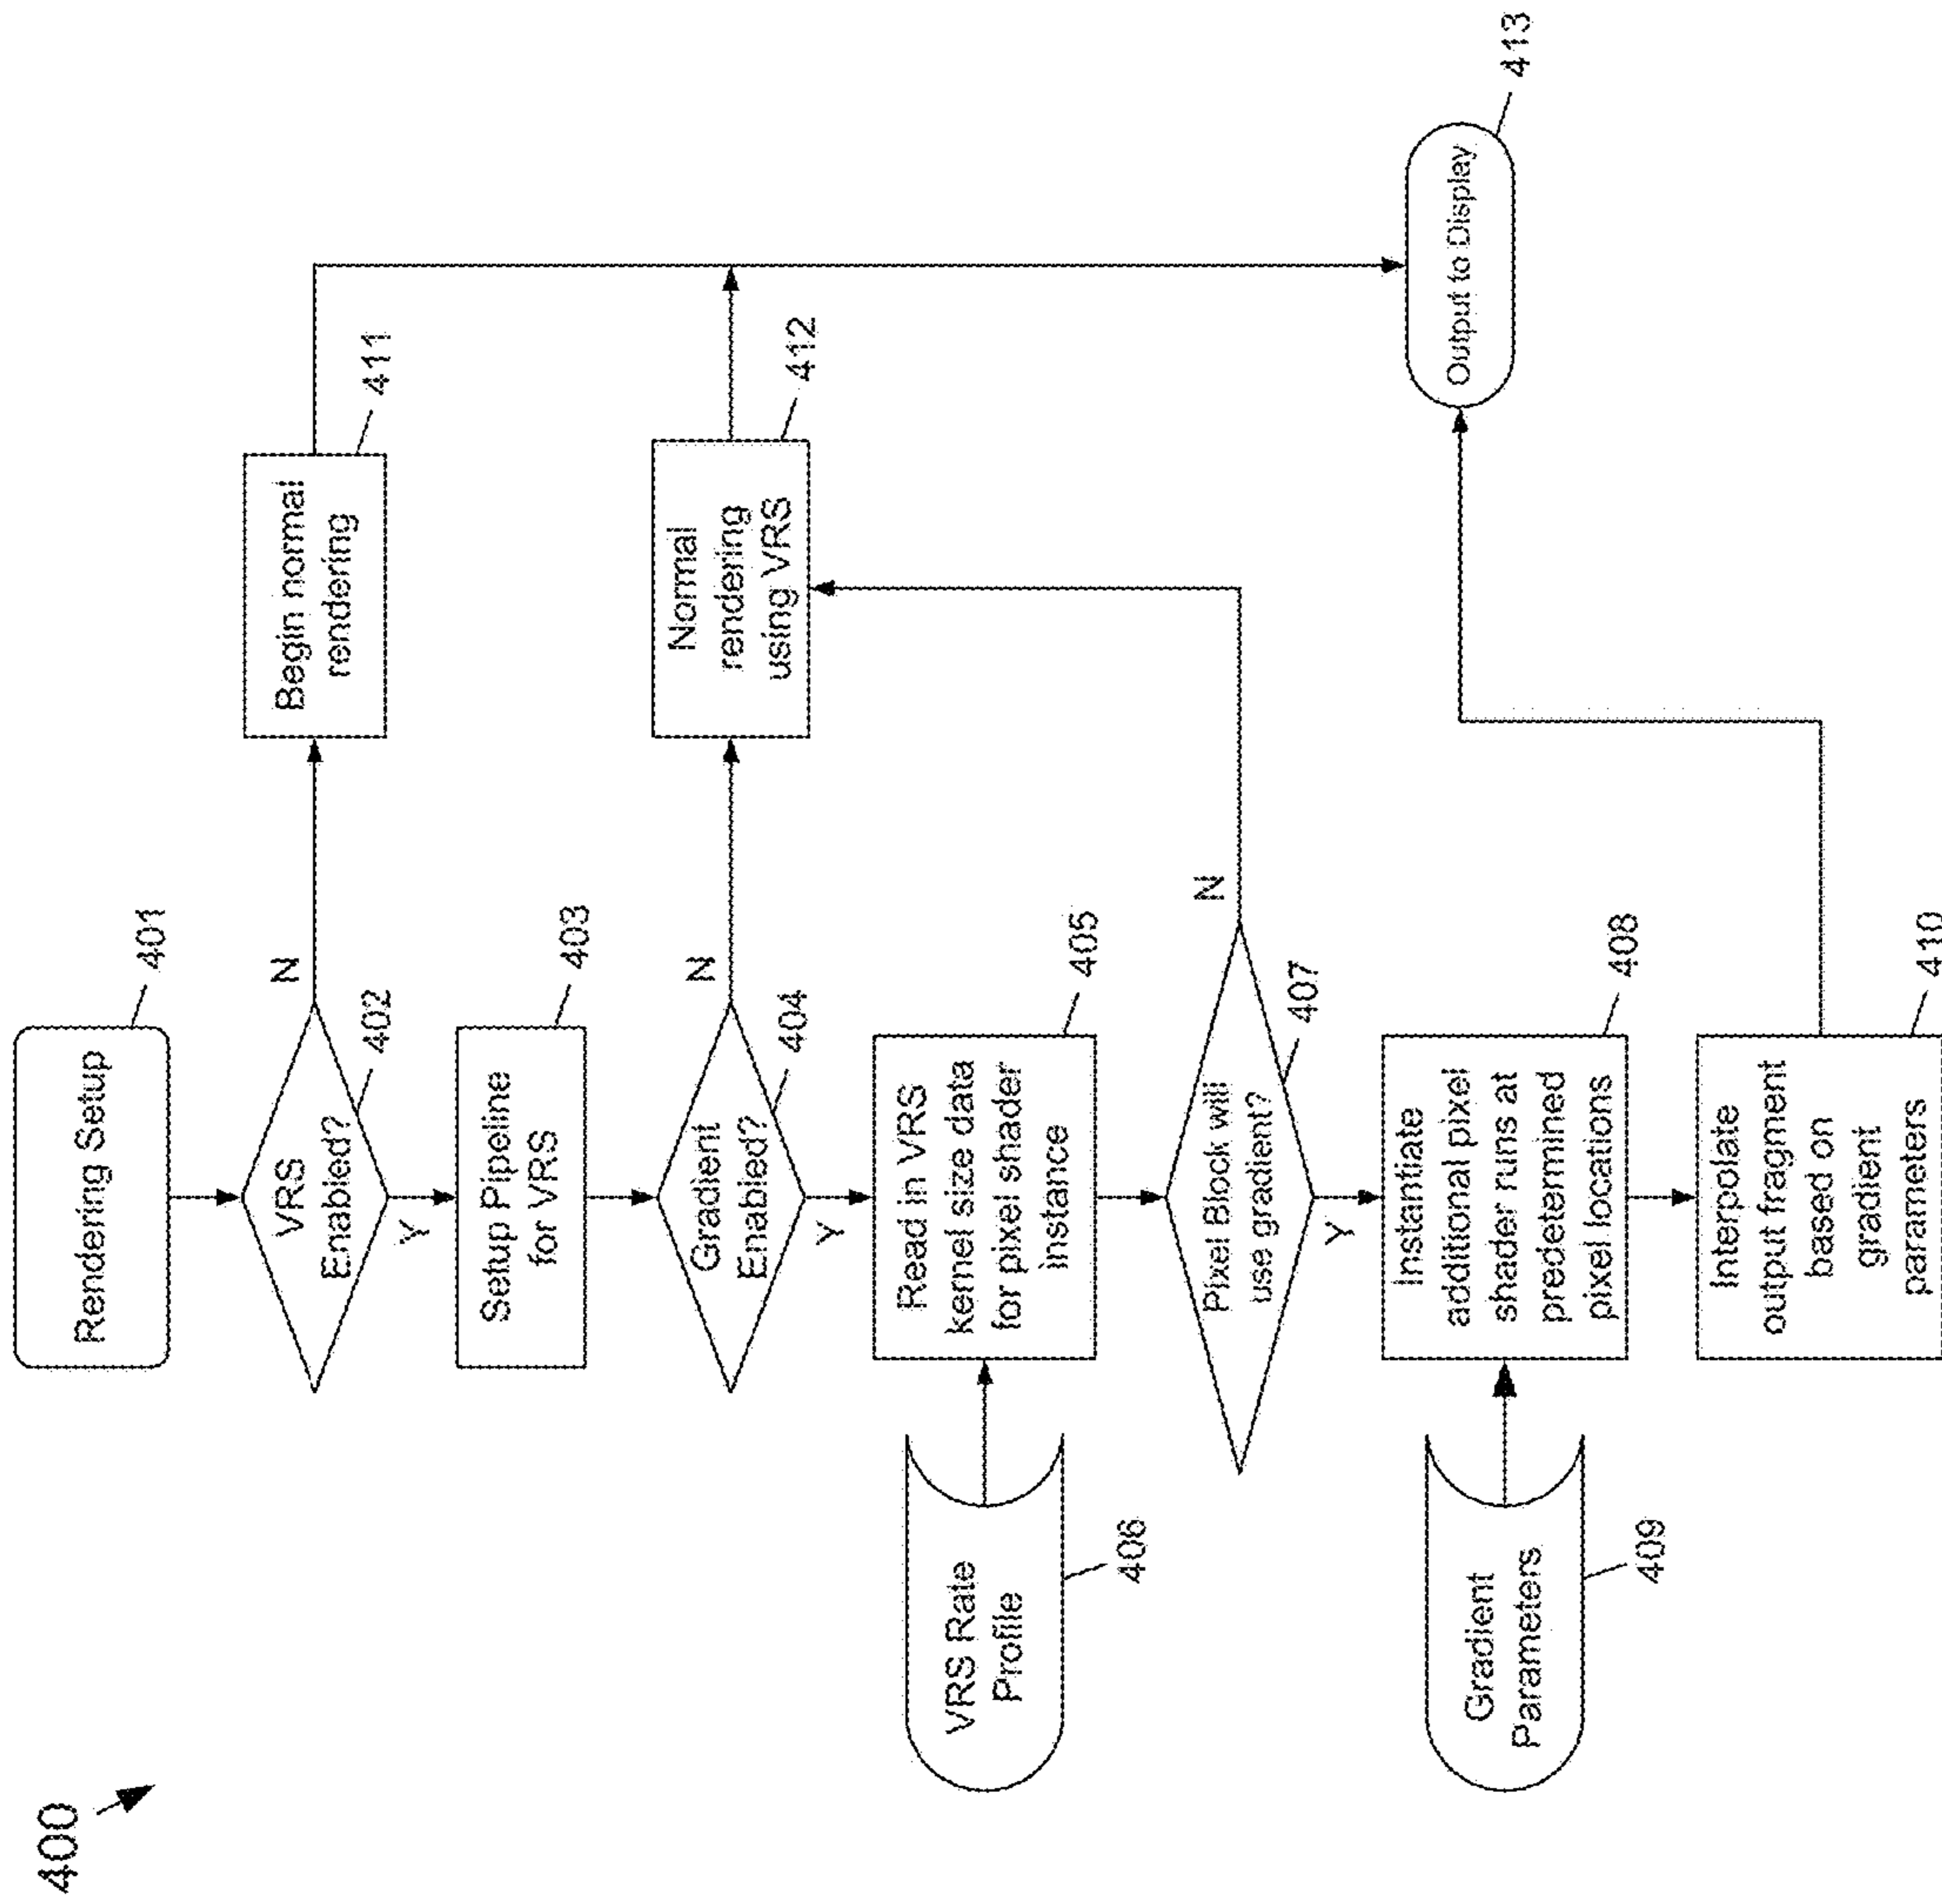 400
Rendering Setup
401
VRS
Enabled?
402
N
Y
Begin normal
rendering
411
Setup Pipeline
for VRS
403
Gradient
Enabled?
404
N
Y
Normal
rendering
using VRS
412
VRS Rate
Profile
406
Read in VRS
kernel size data
for pixel shader
instance
405
Pixel Block will
use gradient?
407
N
Y
Gradient
Parameters
409
Instantiate
additional pixel
shader runs at
predetermined
pixel locations
408
Interpolate
output fragment
based on
gradient
parameters
410
Output to Display
413